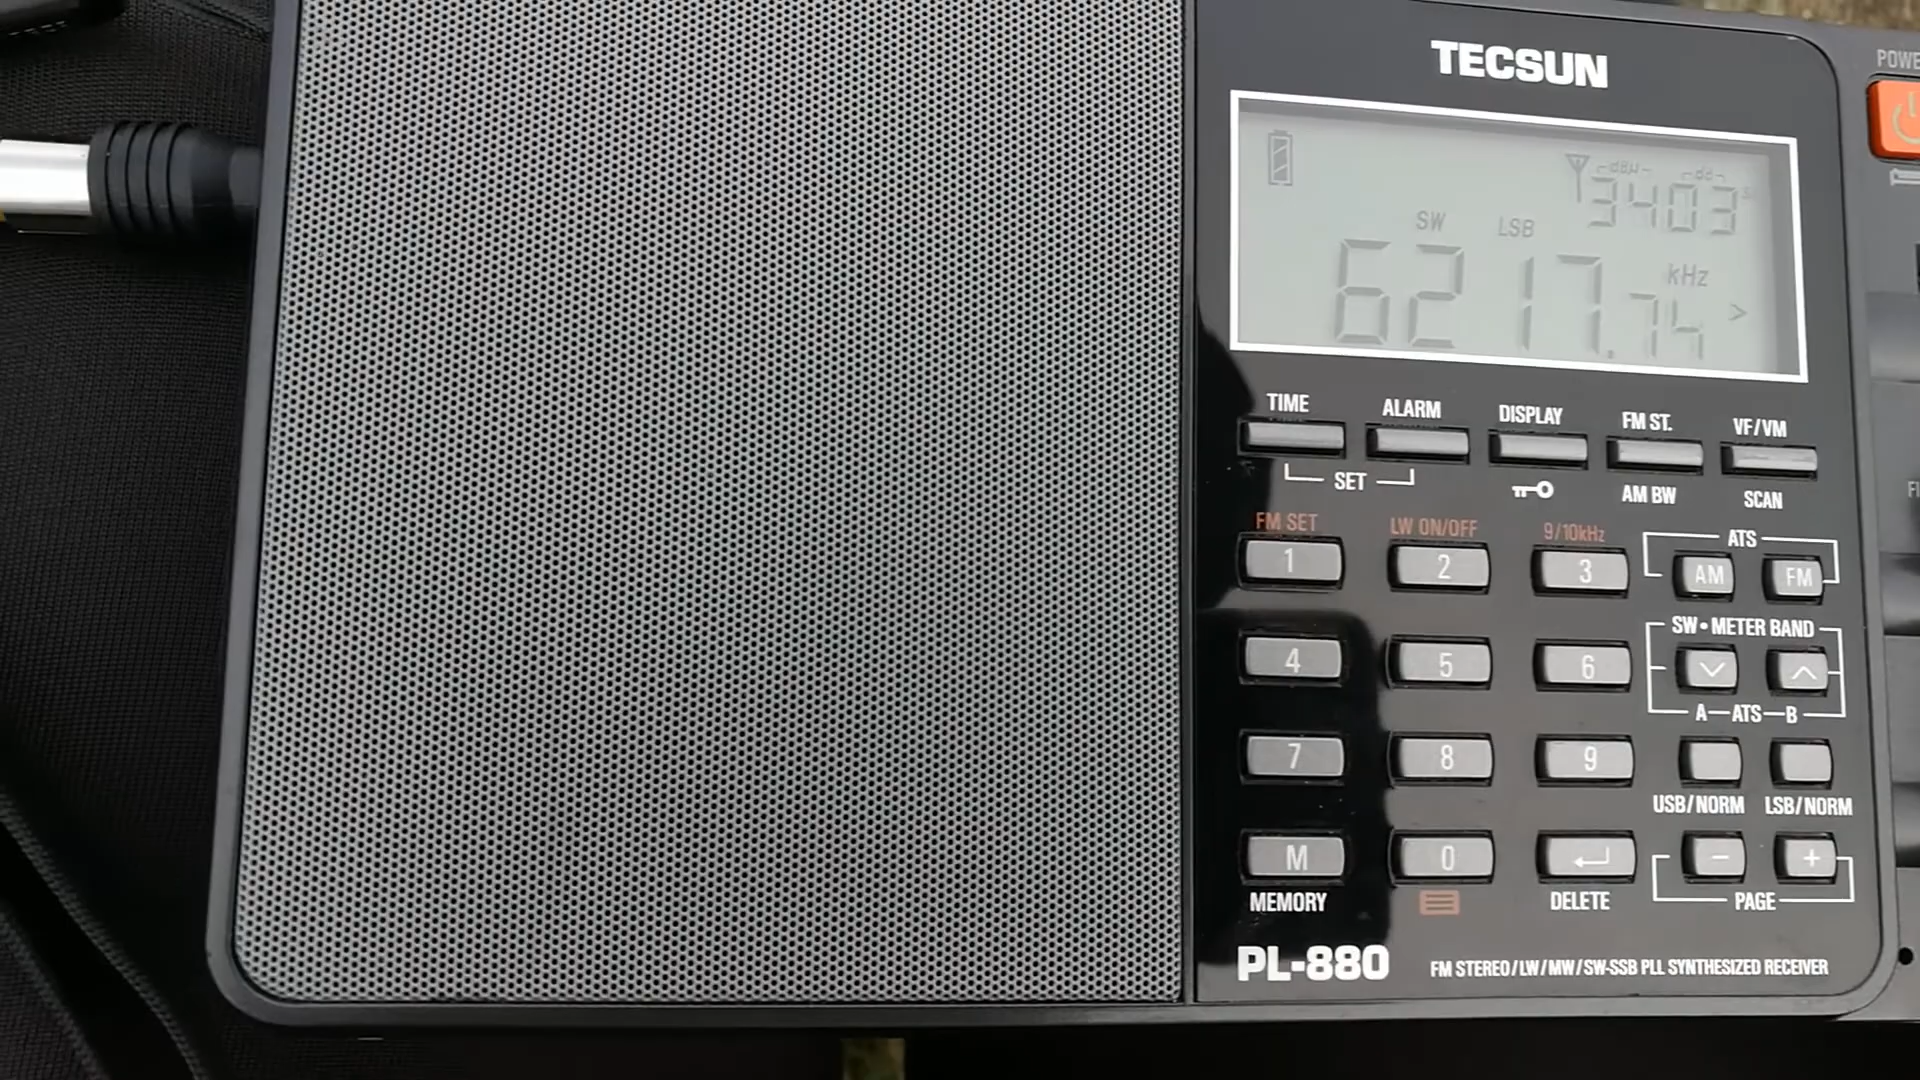 TECSUN
POWE
dBμ dB
3403
SW LSB
6217.74 kHz >
TIME ALARM DISPLAY FM ST. VF/VM
SET AM BW SCAN
FM SET LW ON/OFF 9/10kHz ATS
1 2 3 AM FM
SW•METER BAND
4 5 6
A—ATS—B
7 8 9
USB/NORM LSB/NORM
M 0 - +
MEMORY DELETE PAGE
PL-880 FM STEREO/LW/MW/SW-SSB PLL SYNTHESIZED RECEIVER